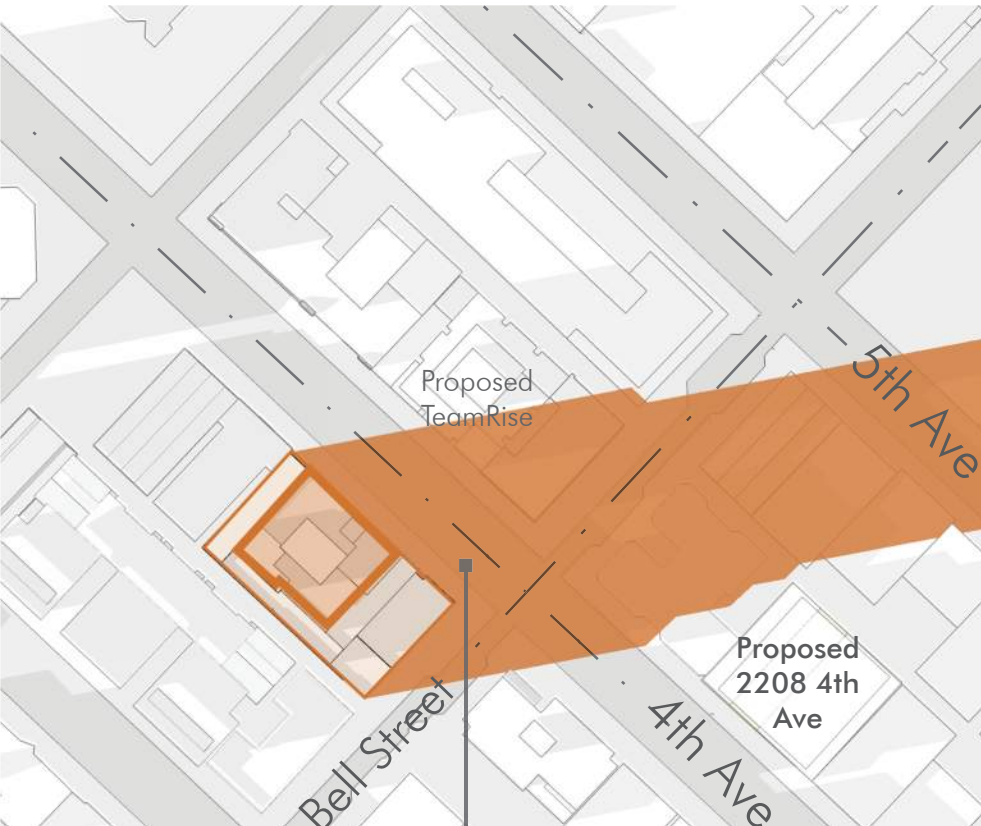 Proposed
TeamRise
5th Ave
Proposed
2208 4th
Ave
Bell Street
4th Ave